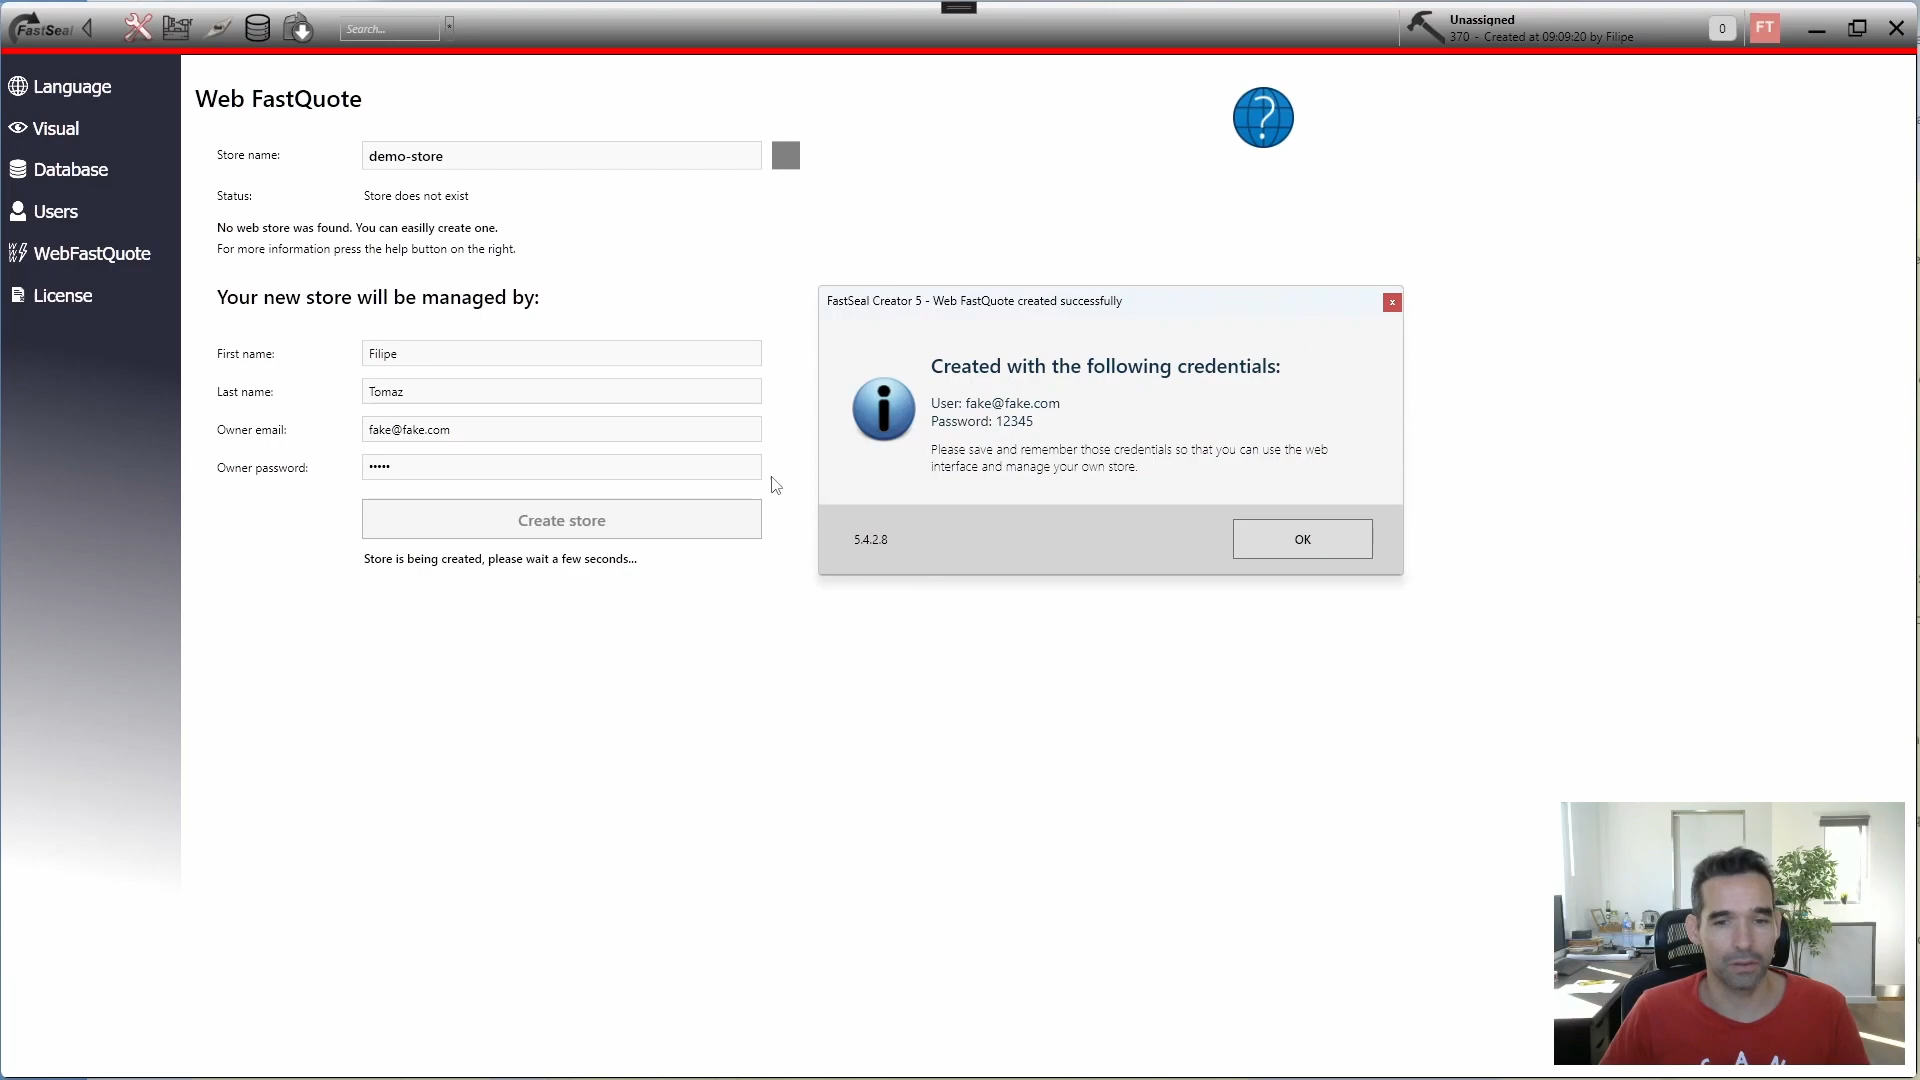 FastSeal
Search...
Unassigned
370 - Created at 09:09:20 by Filipe
0
FT
Language
Visual
Database
Users
WebFastQuote
License
Web FastQuote
Store name:
demo-store
Status:
Store does not exist
No web store was found. You can easilly create one.
For more information press the help button on the right.
Your new store will be managed by:
First name:
Filipe
Last name:
Tomaz
Owner email:
fake@fake.com
Owner password:
•••••
Create store
Store is being created, please wait a few seconds...
FastSeal Creator 5 - Web FastQuote created successfully
x
Created with the following credentials:
User: fake@fake.com
Password: 12345
Please save and remember those credentials so that you can use the web
interface and manage your own store.
5.4.2.8
OK